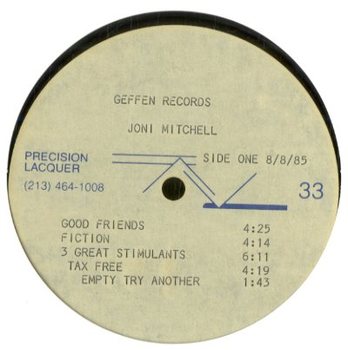 GEFFEN RECORDS
JONI MITCHELL
PRECISION
LACQUER
(213) 464-1008
SIDE ONE 8/8/85
33
GOOD FRIENDS 4:25
FICTION 4:14
3 GREAT STIMULANTS 6:11
TAX FREE 4:19
EMPTY TRY ANOTHER 1:43